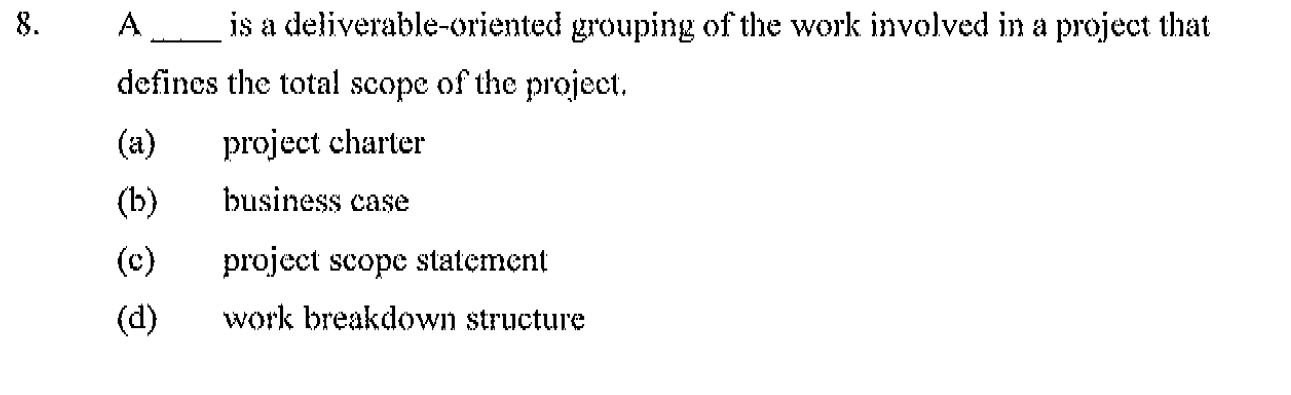 8. A _____ is a deliverable-oriented grouping of the work involved in a project that
defines the total scope of the project.
(a) project charter
(b) business case
(c) project scope statement
(d) work breakdown structure